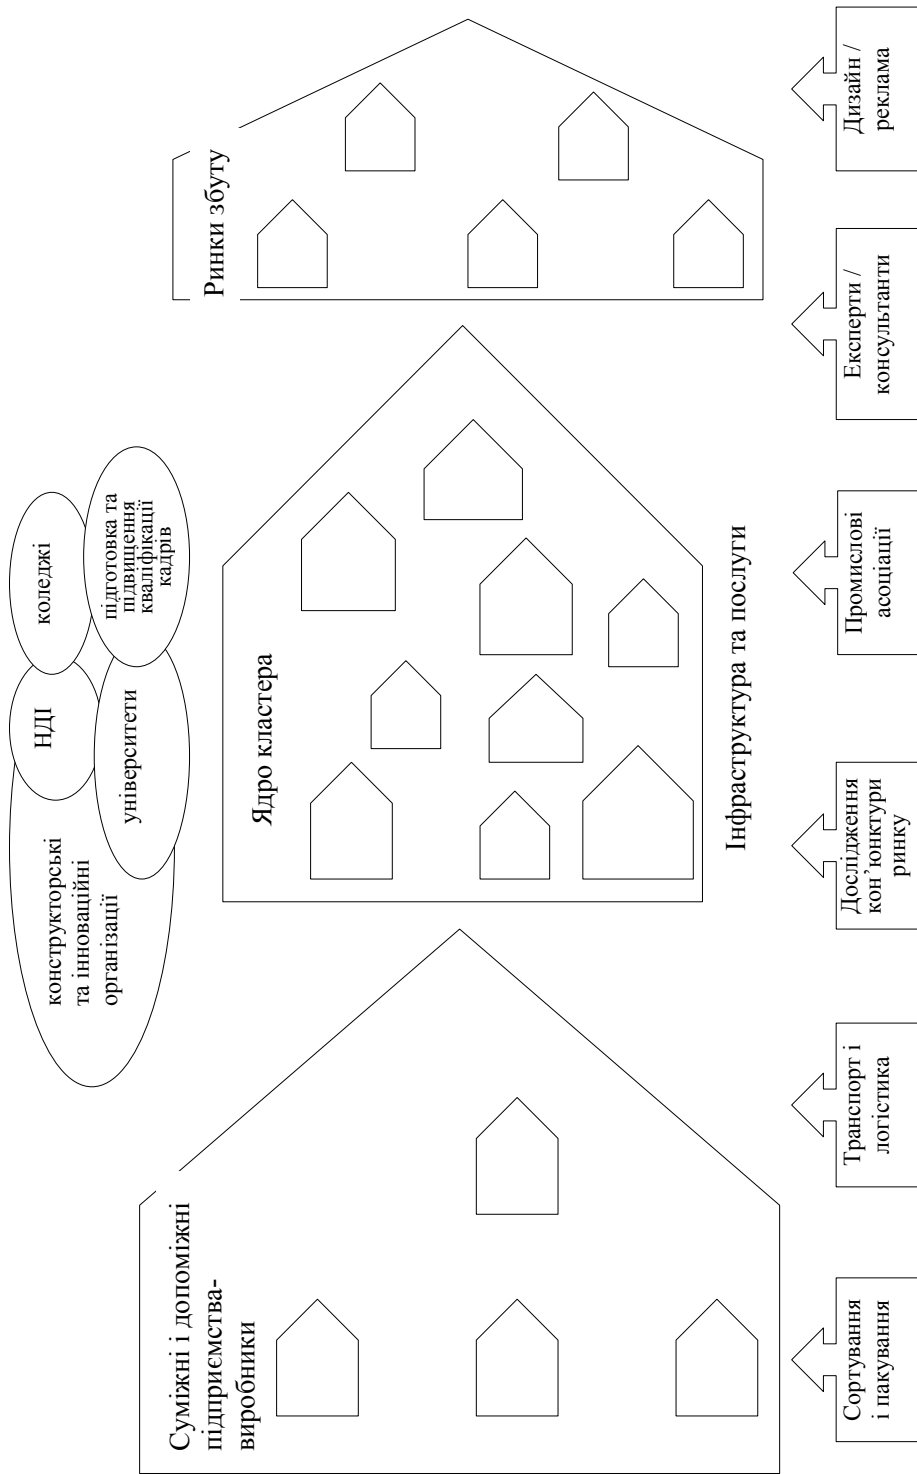 конструкторські
та інноваційні
організації
НДІ
коледжі
університети
підготовка та
підвищення
кваліфікації
кадрів
Суміжні і допоміжні
підприємства-
виробники
Ядро кластера
Ринки збуту
Інфраструктура та послуги
Сортування
і пакування
Транспорт і
логістика
Дослідження
кон’юнктури
ринку
Промислові
асоціації
Експерти /
консультанти
Дизайн /
реклама